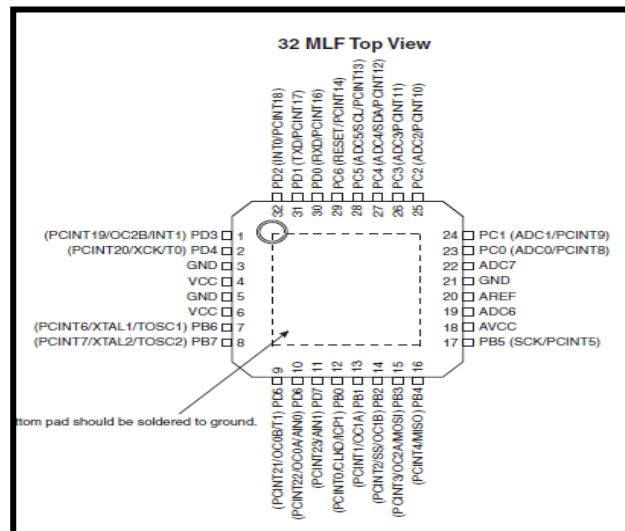 32 MLF Top View
PD2 (INT0/PCINT18)
PD1 (TXD/PCINT17)
PD0 (RXD/PCINT16)
PC6 (RESET/PCINT14)
PC5 (ADC5/SCL/PCINT13)
PC4 (ADC4/SDA/PCINT12)
PC3 (ADC3/PCINT11)
PC2 (ADC2/PCINT10)
32
31
30
29
28
27
26
25
(PCINT19/OC2B/INT1) PD3 1
(PCINT20/XCK/T0) PD4 2
GND 3
VCC 4
GND 5
VCC 6
(PCINT6/XTAL1/TOSC1) PB6 7
(PCINT7/XTAL2/TOSC2) PB7 8
24 PC1 (ADC1/PCINT9)
23 PC0 (ADC0/PCINT8)
22 ADC7
21 GND
20 AREF
19 ADC6
18 AVCC
17 PB5 (SCK/PCINT5)
9
10
11
12
13
14
15
16
(PCINT21/OC0B/T1) PD5
(PCINT22/OC0A/AIN0) PD6
(PCINT23/AIN1) PD7
(PCINT0/CLKO/ICP1) PB0
(PCINT1/OC1A) PB1
(PCINT2/SS/OC1B) PB2
(PCINT3/OC2A/MOSI) PB3
(PCINT4/MISO) PB4
ttom pad should be soldered to ground.